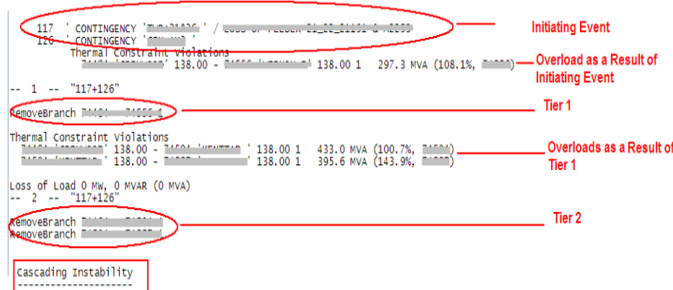 117 ' CONTINGENCY ' / LOSS OF FEEDER
126 ' CONTINGENCY
Initiating Event
Thermal Constraint Violations
138.00 - 138.00 1 297.3 MVA (108.1%, )
Overload as a Result of
Initiating Event
-- 1 -- "117+126"
Tier 1
RemoveBranch
Thermal Constraint Violations
138.00 - ' 138.00 1 433.0 MVA (100.7%, )
' 138.00 - ' 138.00 1 395.6 MVA (143.9%, )
Overloads as a Result of
Tier 1
Loss of Load 0 MW, 0 MVAR (0 MVA)
-- 2 -- "117+126"
Tier 2
RemoveBranch
RemoveBranch
Cascading Instability
---------------------